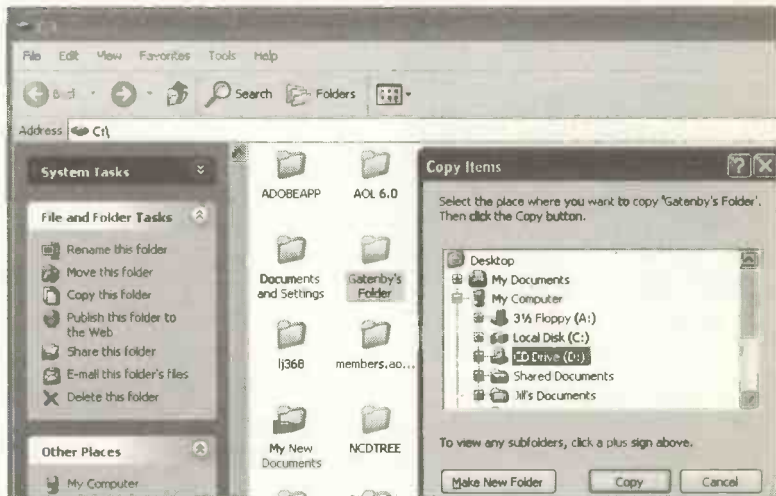 File Edit View Favorites Tools Help
Back Search Folders
Address C:\
System Tasks
File and Folder Tasks
Rename this folder
Move this folder
Copy this folder
Publish this folder to
the Web
Share this folder
E-mail this folder's files
Delete this folder
Other Places
My Computer
ADOBEAPP AOL 6.0
Documents
and Settings
Gatenby's
Folder
lj368 members.ao...
My New
Documents
NCDTREE
Copy Items
Select the place where you want to copy 'Gatenby's Folder'.
Then click the Copy button.
Desktop
My Documents
My Computer
3½ Floppy (A:)
Local Disk (C:)
CD Drive (D:)
Shared Documents
Jill's Documents
To view any subfolders, click a plus sign above.
Make New Folder Copy Cancel